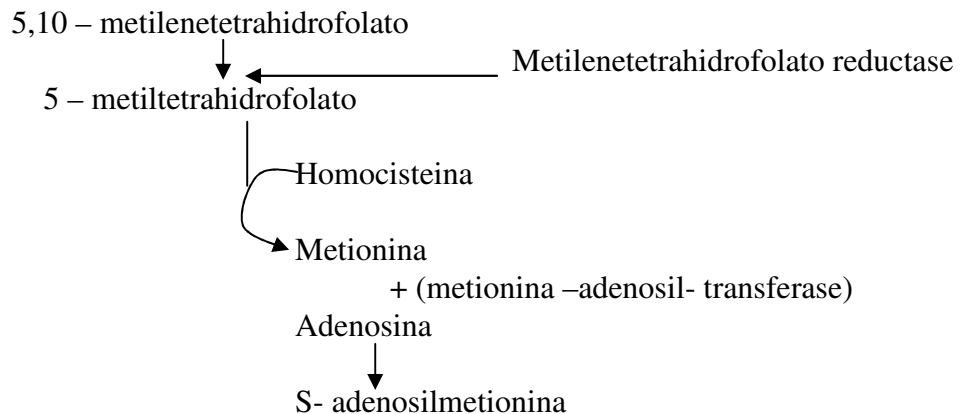 5,10 – metilenetetrahidrofolato
Metilenetetrahidrofolato reductase
5 – metiltetrahidrofolato
Homocisteina
Metionina
+ (metionina –adenosil- transferase)
Adenosina
S- adenosilmetionina